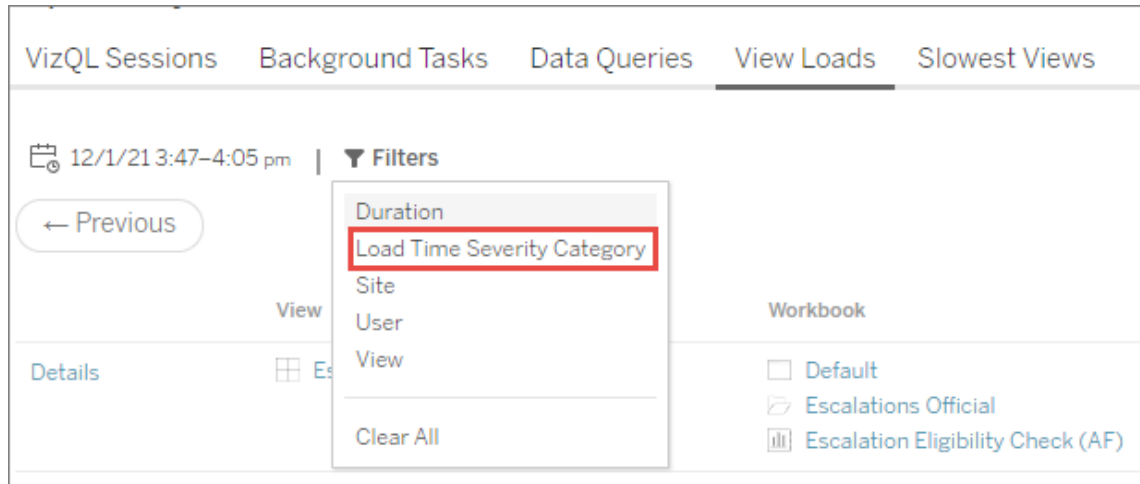 VizQL Sessions Background Tasks Data Queries View Loads Slowest Views
12/1/21 3:47–4:05 pm | Filters
← Previous
Duration
Load Time Severity Category
Site
User
View
Clear All
View Workbook
Details Es Default
Escalations Official
Escalation Eligibility Check (AF)